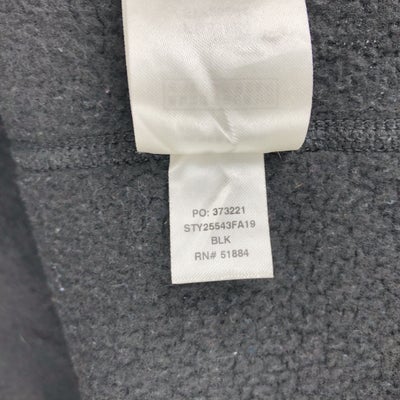 PO: 373221
STY25543FA19
BLK
RN# 51884